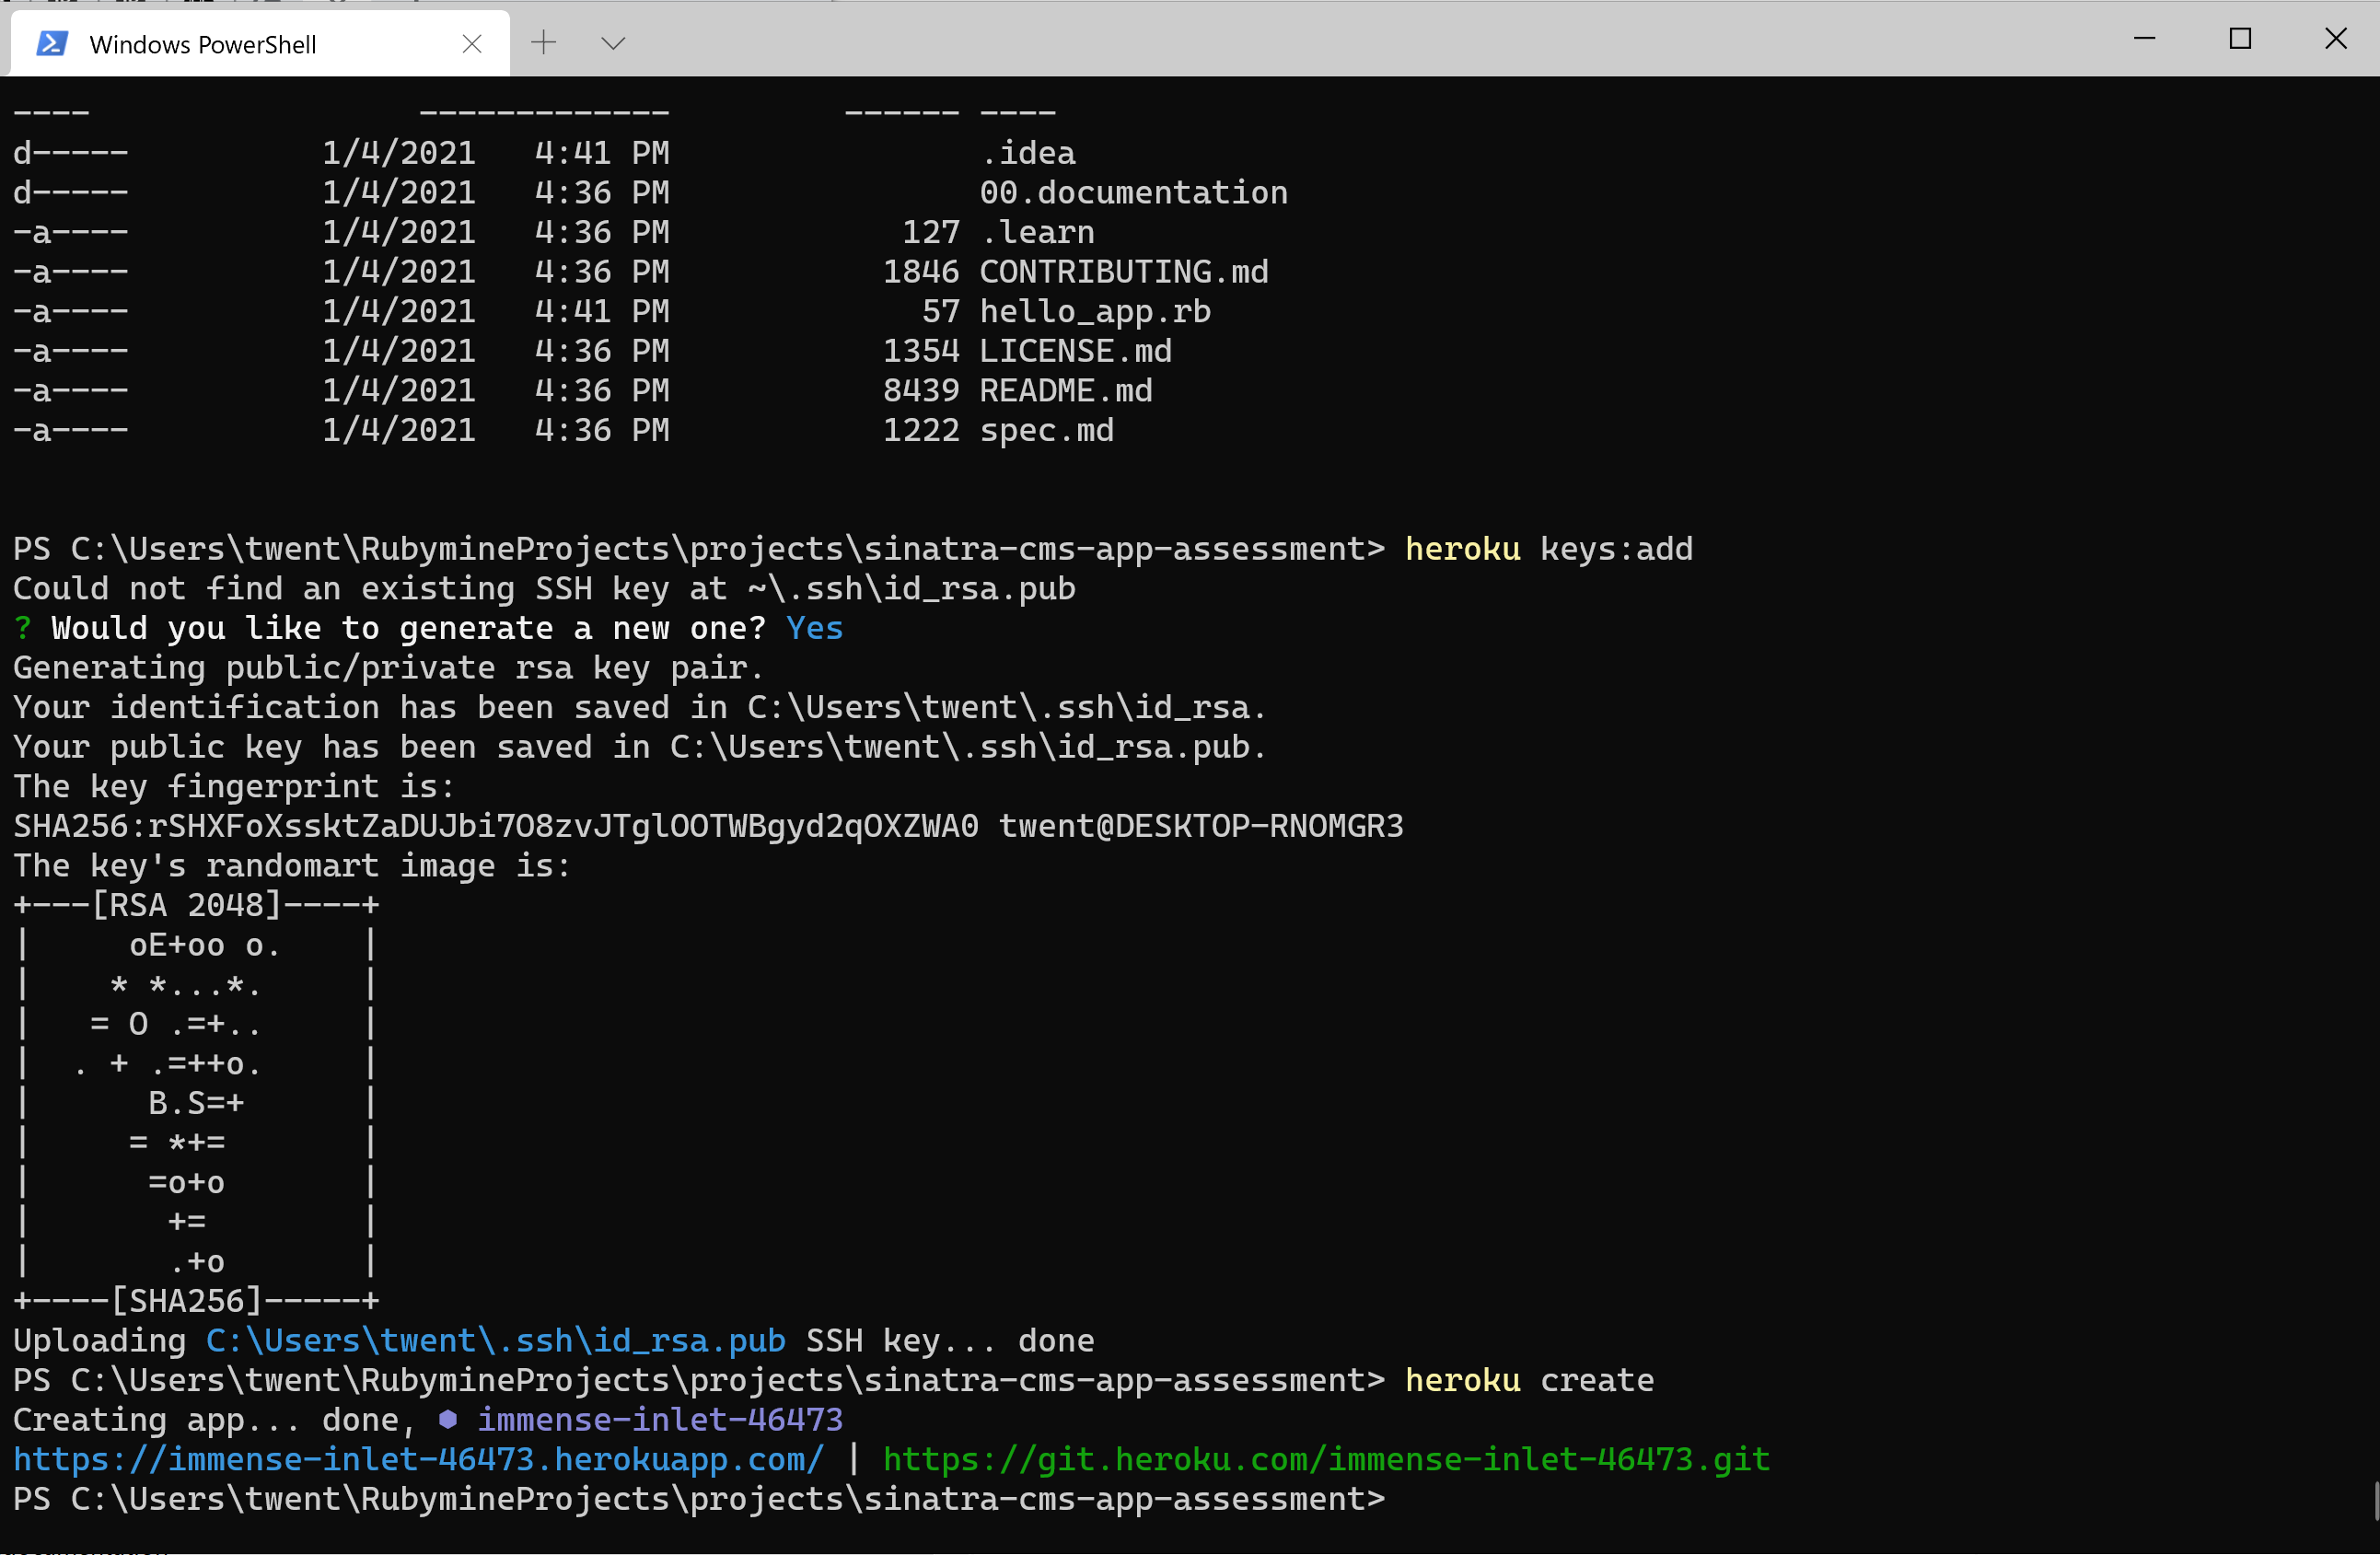 Windows PowerShell
----                 -------------         ------ ----
d-----          1/4/2021   4:41 PM                .idea
d-----          1/4/2021   4:36 PM                00.documentation
-a----          1/4/2021   4:36 PM            127 .learn
-a----          1/4/2021   4:36 PM           1846 CONTRIBUTING.md
-a----          1/4/2021   4:41 PM             57 hello_app.rb
-a----          1/4/2021   4:36 PM           1354 LICENSE.md
-a----          1/4/2021   4:36 PM           8439 README.md
-a----          1/4/2021   4:36 PM           1222 spec.md
PS C:\Users\twent\RubymineProjects\projects\sinatra-cms-app-assessment> heroku keys:add
Could not find an existing SSH key at ~\.ssh\id_rsa.pub
? Would you like to generate a new one? Yes
Generating public/private rsa key pair.
Your identification has been saved in C:\Users\twent\.ssh\id_rsa.
Your public key has been saved in C:\Users\twent\.ssh\id_rsa.pub.
The key fingerprint is:
SHA256:rSHXFoXssktZaDUJbi7O8zvJTglOOTWBgyd2qOXZWA0 twent@DESKTOP-RNOMGR3
The key's randomart image is:
+---[RSA 2048]----+
|     oE+oo o.    |
|    * *...*.     |
|   = O .=+..     |
|  . + .=++o.     |
|      B.S=+      |
|     = *+=       |
|      =o+o       |
|       +=        |
|       .+o       |
+----[SHA256]-----+
Uploading C:\Users\twent\.ssh\id_rsa.pub SSH key... done
PS C:\Users\twent\RubymineProjects\projects\sinatra-cms-app-assessment> heroku create
Creating app... done, ⬢ immense-inlet-46473
https://immense-inlet-46473.herokuapp.com/ | https://git.heroku.com/immense-inlet-46473.git
PS C:\Users\twent\RubymineProjects\projects\sinatra-cms-app-assessment>